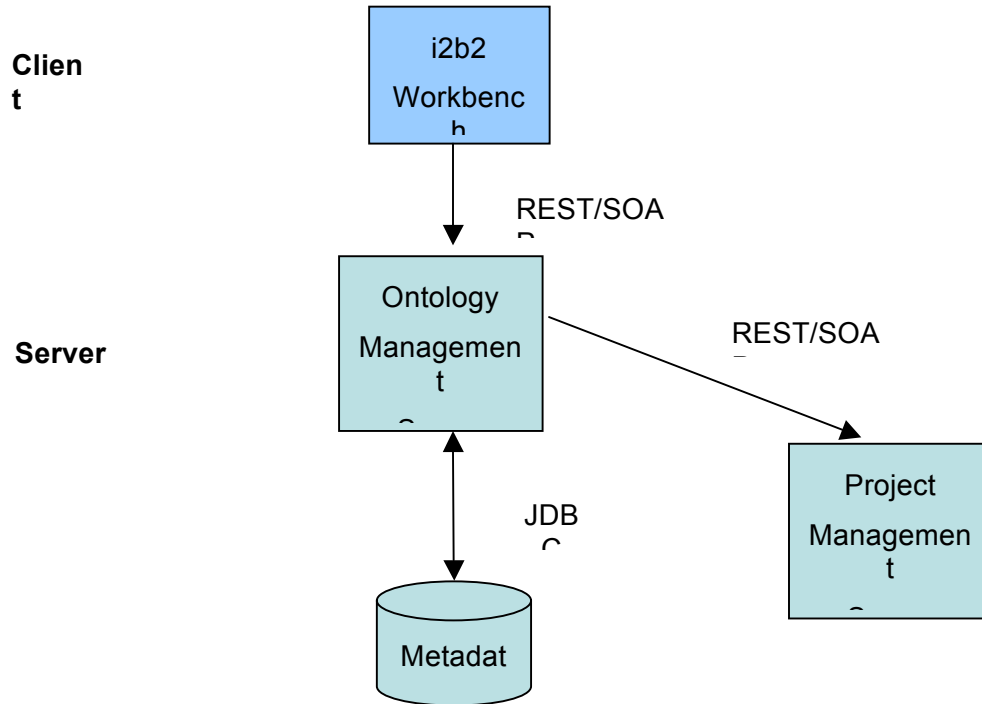 i2b2
Clien
t
Workbenc
h
REST/SOA
Ontology
Managemen
t
REST/SOA
Server
Project
Managemen
t
JDB
C
Metadat